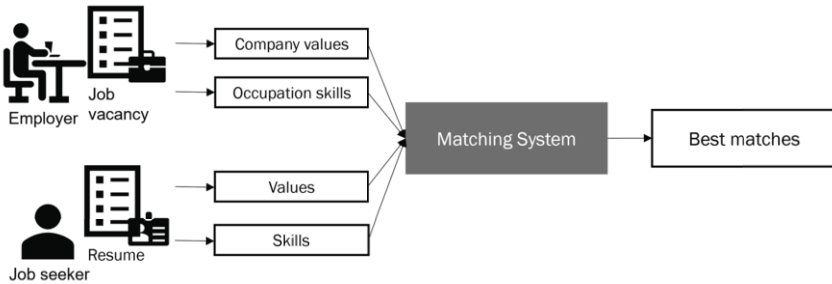 Company values
Occupation skills
Job
vacancy
Employer
Matching System
Best matches
Values
Skills
Resume
Job seeker